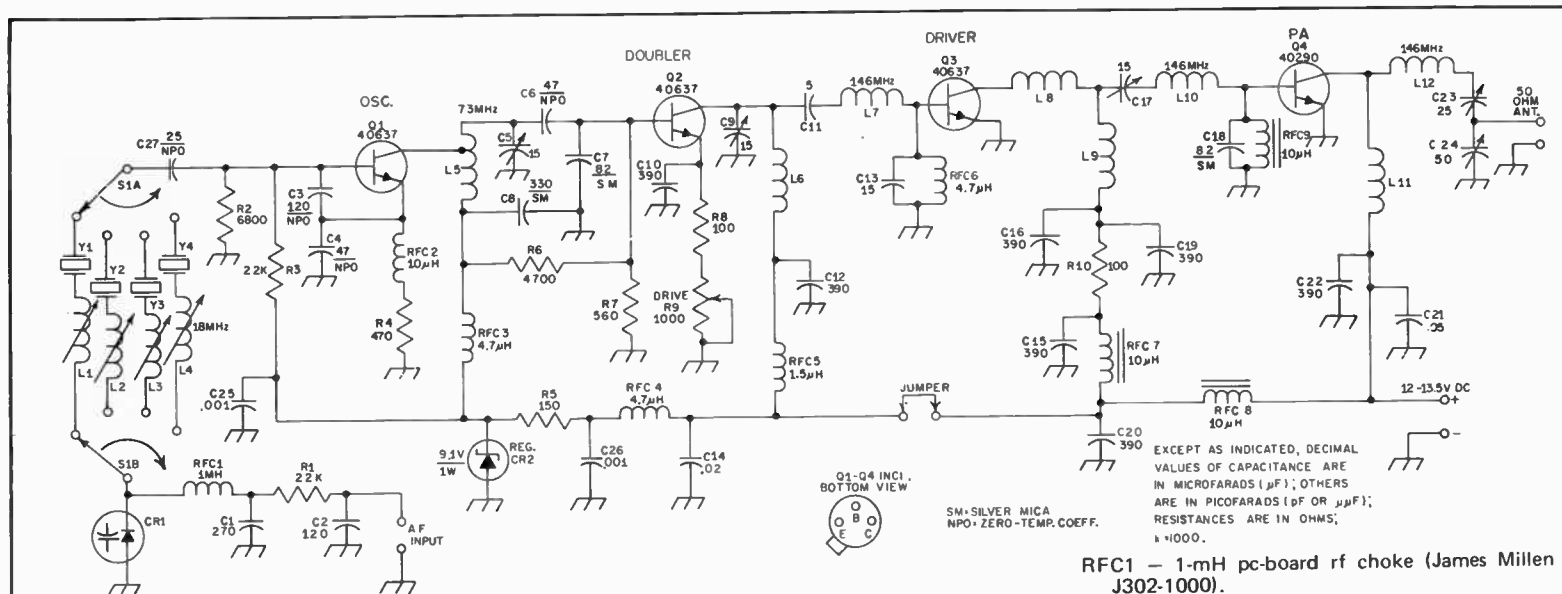 OSC.
Q1
40637
73MHz
C6 47
NPO
DOUBLER
Q2
40637
DRIVER
Q3
40637
PA
Q4
40290
146MHz
L12
C23
25
50
OHM
ANT.
C24
50
C27 25
NPO
S1A
R2
6800
C3
120
NPO
C4
47
NPO
22K
R3
RFC2
10μH
R4
470
L5
C5
15
C7
82
SM
C8 330
SM
R6
4700
R7
560
RFC3
4.7μH
C10
390
R8
100
DRIVE
R9
1000
C9
15
5
C11
146MHz
L7
L6
C12
390
RFC5
1.5μH
C13
15
RFC6
4.7μH
L8
15
C17
146MHz
L10
L9
C16
390
C19
390
R10
100
C15
390
RFC 7
10μH
C18
82
SM
RFC9
10μH
L11
C22
390
C21
.05
Y1
Y2
Y3
Y4
18MHz
L1
L2
L3
L4
C25
.001
S1B
RFC1
1MH
R1
22K
CR1
C1
270
C2
120
AF
INPUT
9.1V
1W
REG.
CR2
R5
150
RFC 4
4.7μH
C26
.001
C14
.02
JUMPER
C20
390
RFC 8
10μH
12-13.5V DC
+
-
Q1-Q4 INCL.
BOTTOM VIEW
B
E
C
SM=SILVER MICA
NPO=ZERO-TEMP. COEFF.
EXCEPT AS INDICATED, DECIMAL
VALUES OF CAPACITANCE ARE
IN MICROFARADS (μF); OTHERS
ARE IN PICOFARADS (pF OR μμF);
RESISTANCES ARE IN OHMS;
k=1000.
RFC1 — 1-mH pc-board rf choke (James Millen
J302-1000).